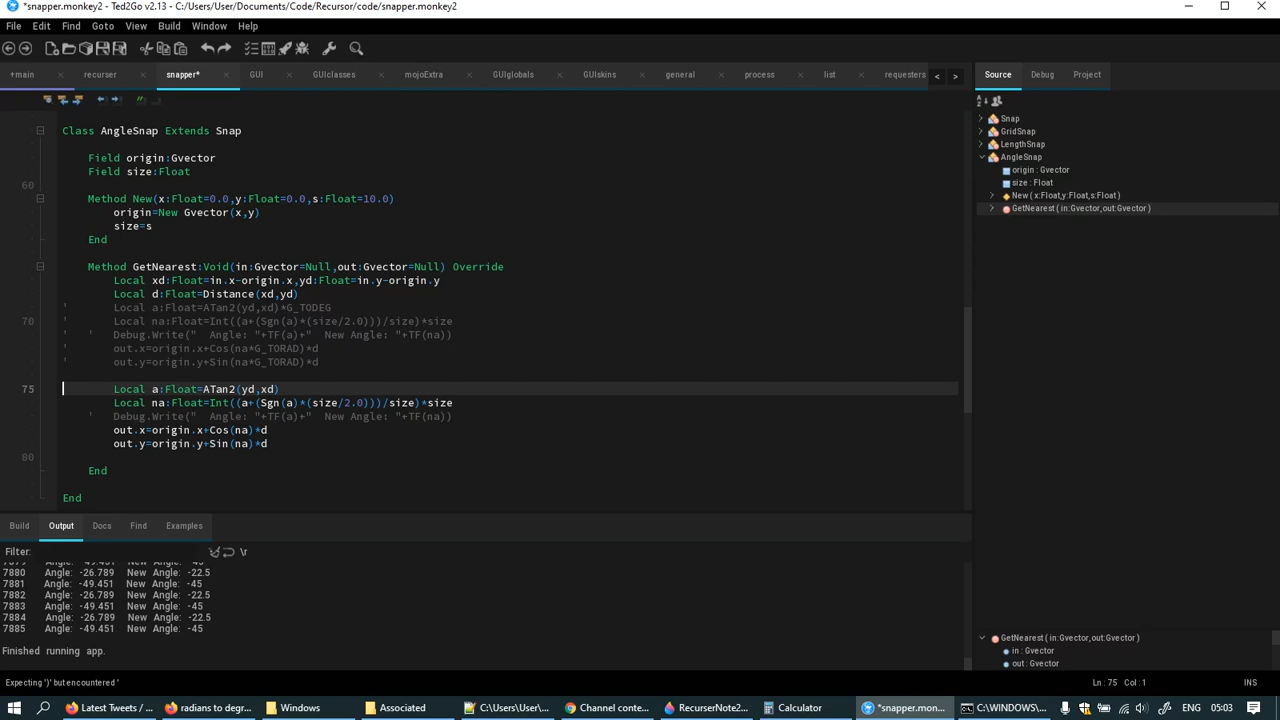 *snapper.monkey2 - Ted2Go v2.13 - C:/Users/User/Documents/Code/Recursor/code/snapper.monkey2
File Edit Find Goto View Build Window Help
+main recurser snapper* GUI GUIclasses mojoExtra GUIglobals GUIskins general process list requesters Source Debug Project
Class AngleSnap Extends Snap
Field origin:Gvector
Field size:Float
60
Method New(x:Float=0.0,y:Float=0.0,s:Float=10.0)
origin=New Gvector(x,y)
size=s
End
Method GetNearest:Void(in:Gvector=Null,out:Gvector=Null) Override
Local xd:Float=in.x-origin.x,yd:Float=in.y-origin.y
Local d:Float=Distance(xd,yd)
' Local a:Float=ATan2(yd,xd)*G_TODEG
70 ' Local na:Float=Int((a+(Sgn(a)*(size/2.0)))/size)*size
' ' Debug.Write("  Angle: "+TF(a)+"  New Angle: "+TF(na))
' out.x=origin.x+Cos(na*G_TORAD)*d
' out.y=origin.y+Sin(na*G_TORAD)*d
75 Local a:Float=ATan2(yd,xd)
Local na:Float=Int((a+(Sgn(a)*(size/2.0)))/size)*size
' Debug.Write("  Angle: "+TF(a)+"  New Angle: "+TF(na))
out.x=origin.x+Cos(na)*d
out.y=origin.y+Sin(na)*d
80
End
End
Snap
GridSnap
LengthSnap
AngleSnap
origin : Gvector
size : Float
New ( x:Float,y:Float,s:Float )
GetNearest ( in:Gvector,out:Gvector )
Build Output Docs Find Examples
Filter: \r
7879 Angle: -49.451 New Angle: -45
7880 Angle: -26.789 New Angle: -22.5
7881 Angle: -49.451 New Angle: -45
7882 Angle: -26.789 New Angle: -22.5
7883 Angle: -49.451 New Angle: -45
7884 Angle: -26.789 New Angle: -22.5
7885 Angle: -49.451 New Angle: -45
Finished running app.
GetNearest ( in:Gvector,out:Gvector )
in : Gvector
out : Gvector
Expecting ')' but encountered ' Ln : 75 Col : 1 INS
Latest Tweets / ... radians to degr... Windows Associated C:\Users\User\... Channel conte... RecurserNote2... Calculator *snapper.mon... C:\WINDOWS\... ENG 05:03